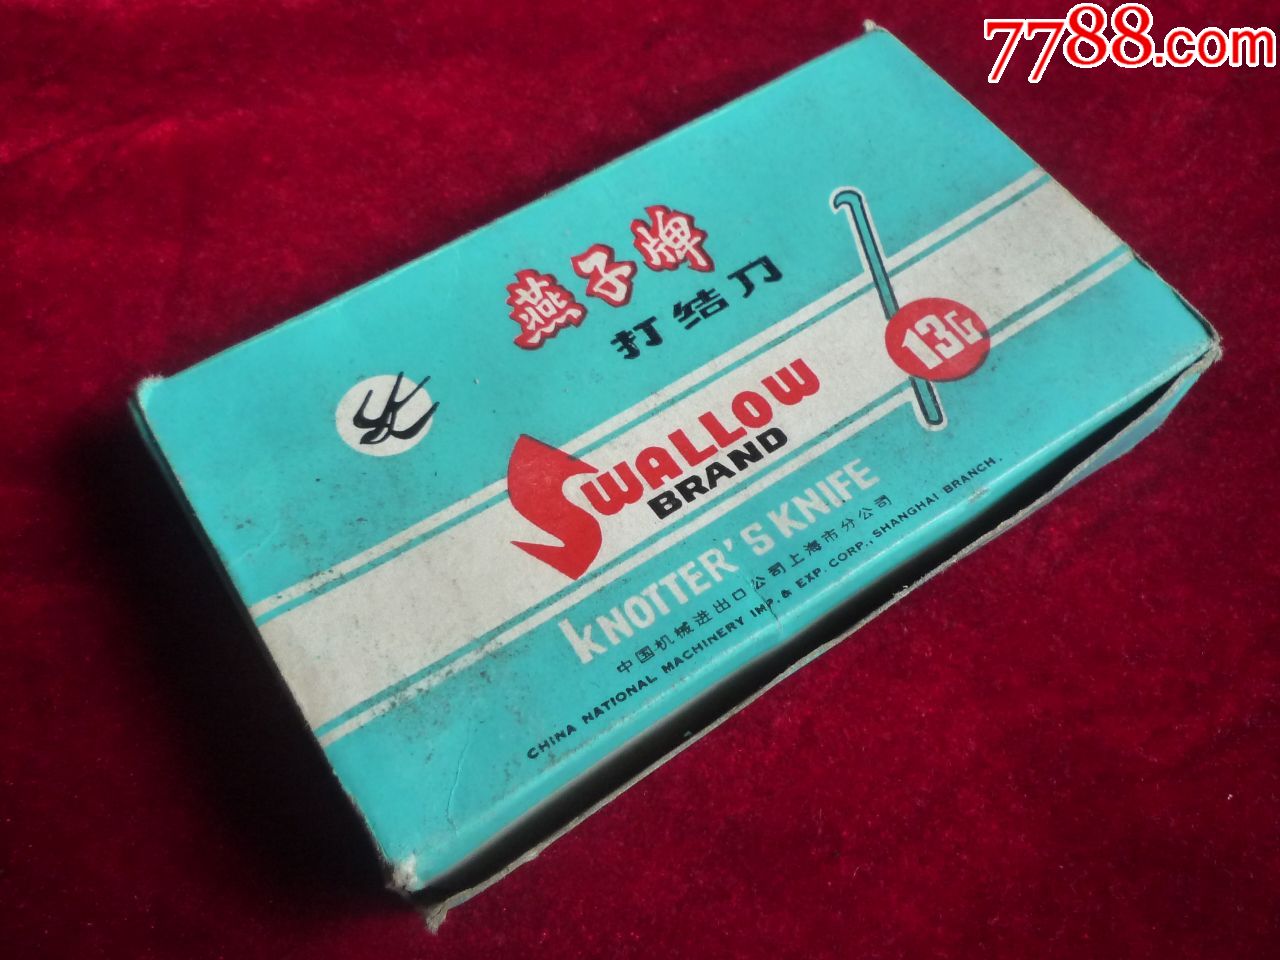 7788.com
燕子牌
打结刀
13G
SWALLOW
BRAND
KNOTTER'S KNIFE
中国机械进出口公司上海市分公司
CHINA NATIONAL MACHINERY IMP. & EXP. CORP., SHANGHAI BRANCH.